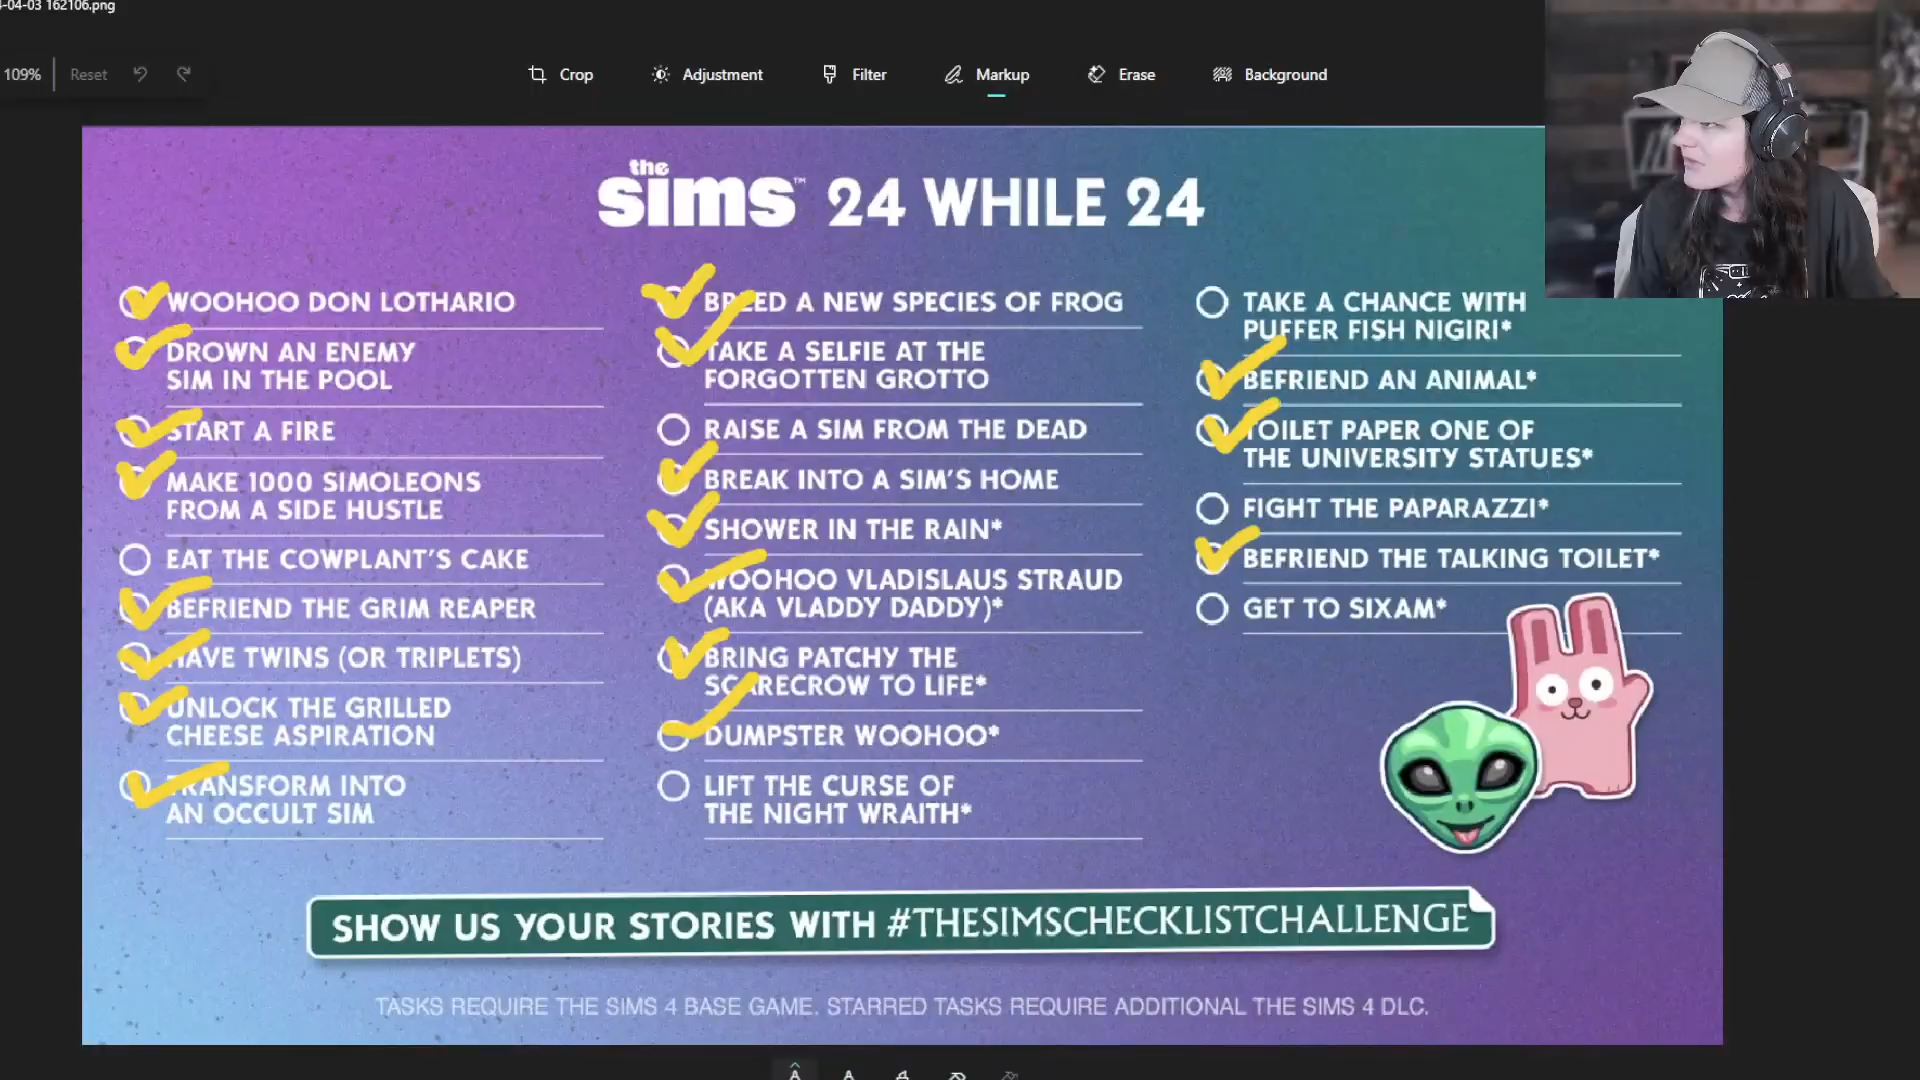 -04-03 162106.png
109%
Reset
Crop
Adjustment
Filter
Markup
Erase
Background
the sims™ 24 WHILE 24
WOOHOO DON LOTHARIO
DROWN AN ENEMY
SIM IN THE POOL
START A FIRE
MAKE 1000 SIMOLEONS
FROM A SIDE HUSTLE
EAT THE COWPLANT'S CAKE
BEFRIEND THE GRIM REAPER
HAVE TWINS (OR TRIPLETS)
UNLOCK THE GRILLED
CHEESE ASPIRATION
TRANSFORM INTO
AN OCCULT SIM
BREED A NEW SPECIES OF FROG
TAKE A SELFIE AT THE
FORGOTTEN GROTTO
RAISE A SIM FROM THE DEAD
BREAK INTO A SIM'S HOME
SHOWER IN THE RAIN*
WOOHOO VLADISLAUS STRAUD
(AKA VLADDY DADDY)*
BRING PATCHY THE
SCARECROW TO LIFE*
DUMPSTER WOOHOO*
LIFT THE CURSE OF
THE NIGHT WRAITH*
TAKE A CHANCE WITH
PUFFER FISH NIGIRI*
BEFRIEND AN ANIMAL*
TOILET PAPER ONE OF
THE UNIVERSITY STATUES*
FIGHT THE PAPARAZZI*
BEFRIEND THE TALKING TOILET*
GET TO SIXAM*
SHOW US YOUR STORIES WITH #THESIMSCHECKLISTCHALLENGE
TASKS REQUIRE THE SIMS 4 BASE GAME. STARRED TASKS REQUIRE ADDITIONAL THE SIMS 4 DLC.